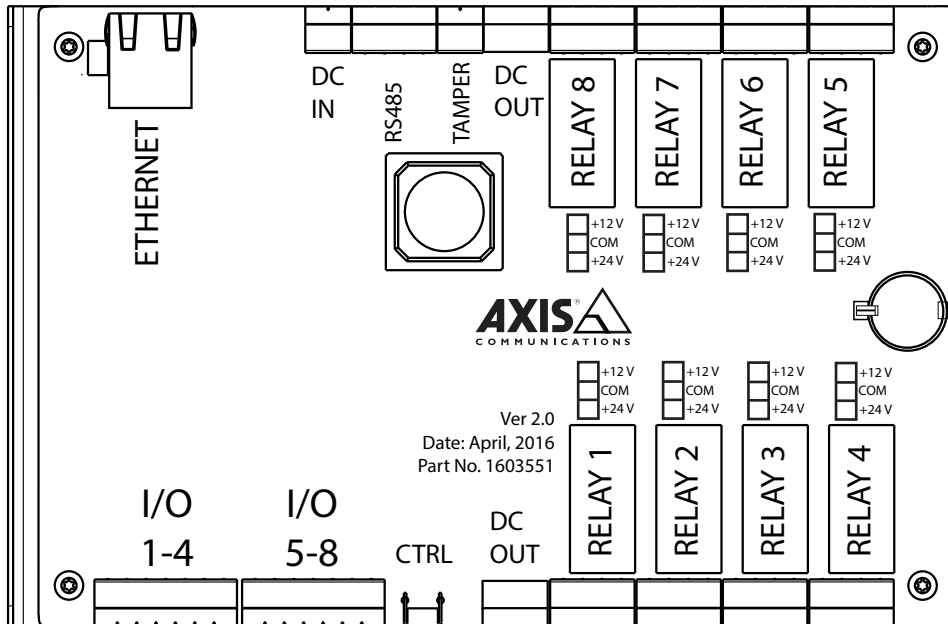 DC
IN
RS485
TAMPER
DC
OUT
RELAY 8
RELAY 7
RELAY 6
RELAY 5
ETHERNET
+12 V
COM
+24 V
+12 V
COM
+24 V
+12 V
COM
+24 V
+12 V
COM
+24 V
AXIS®
COMMUNICATIONS
+12 V
COM
+24 V
+12 V
COM
+24 V
+12 V
COM
+24 V
+12 V
COM
+24 V
Ver 2.0
Date: April, 2016
Part No. 1603551
RELAY 1
RELAY 2
RELAY 3
RELAY 4
I/O
1-4
I/O
5-8
CTRL
DC
OUT